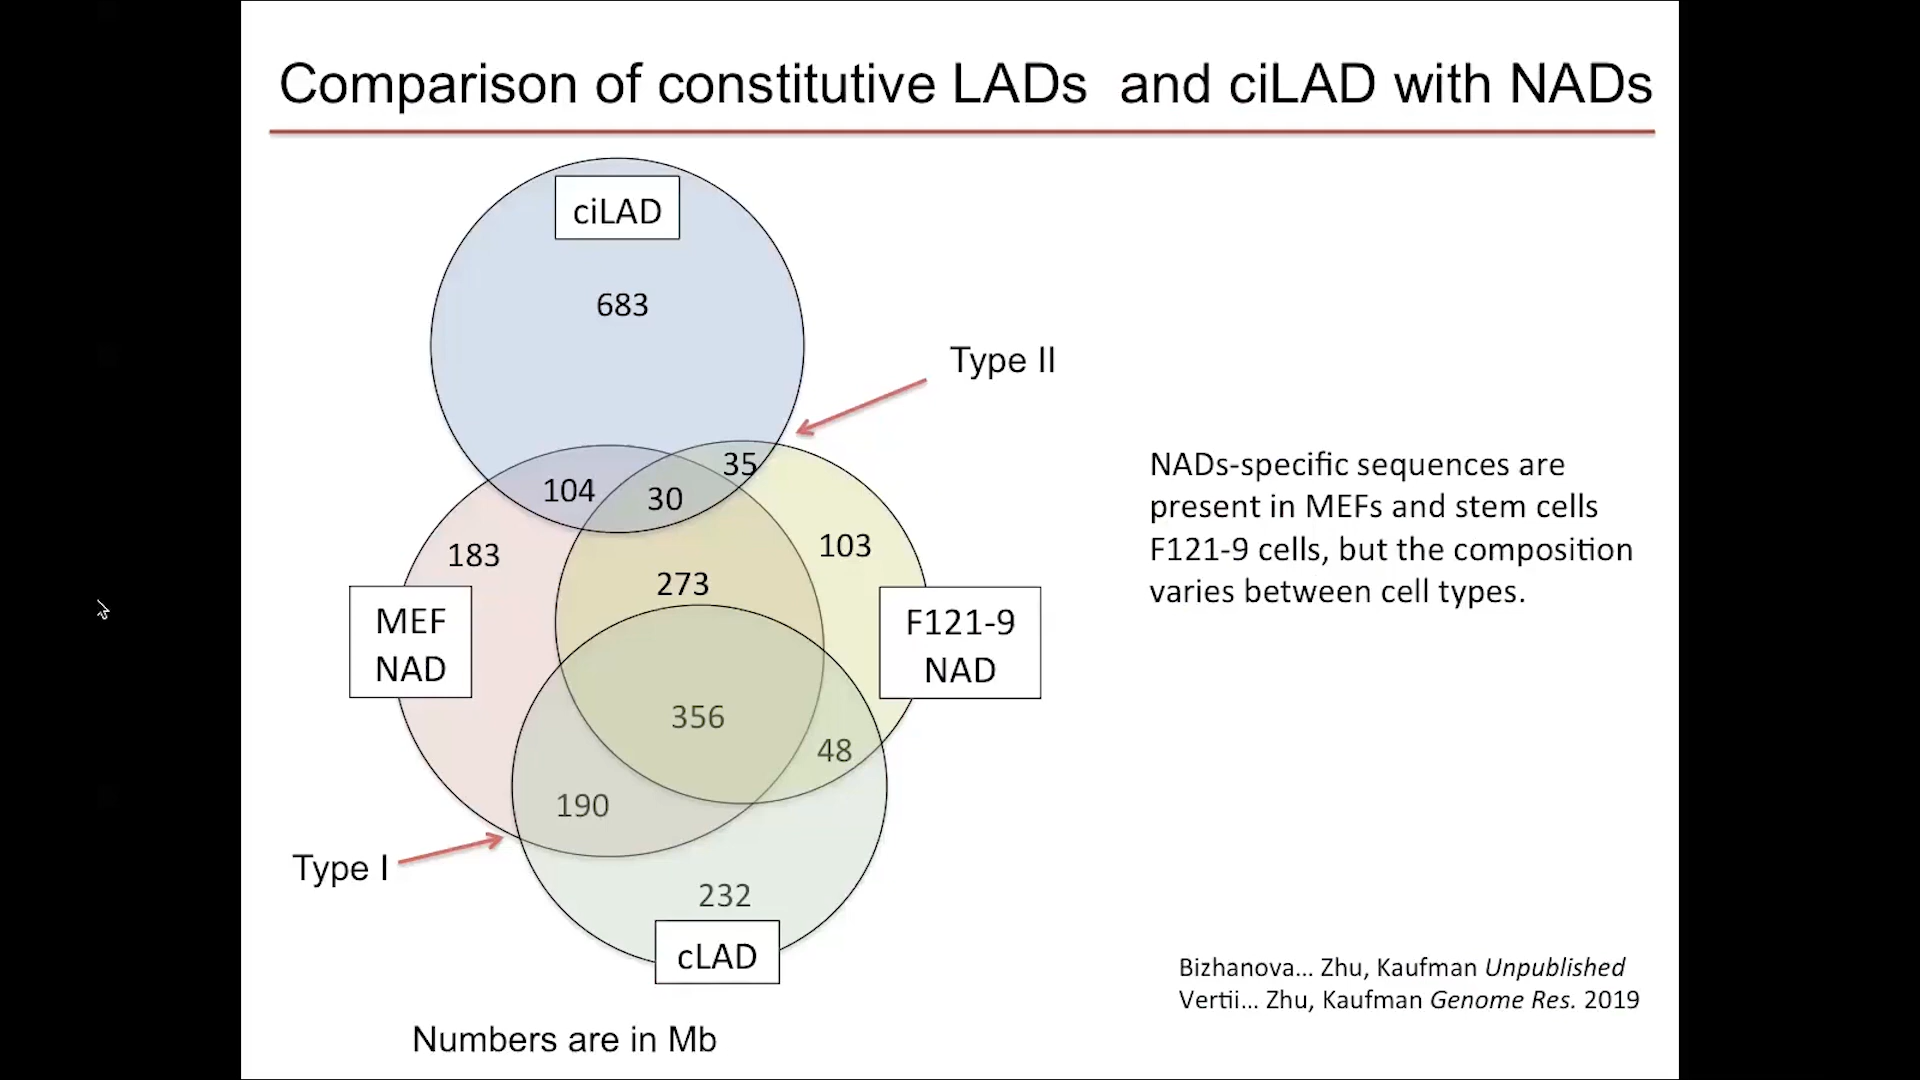 Comparison of constitutive LADs and ciLAD with NADs
ciLAD
683
Type II
35
104
30
183
103
273
MEF
NAD
F121-9
NAD
356
48
190
Type I
232
cLAD
Numbers are in Mb
NADs-specific sequences are
present in MEFs and stem cells
F121-9 cells, but the composition
varies between cell types.
Bizhanova... Zhu, Kaufman Unpublished
Vertii... Zhu, Kaufman Genome Res. 2019